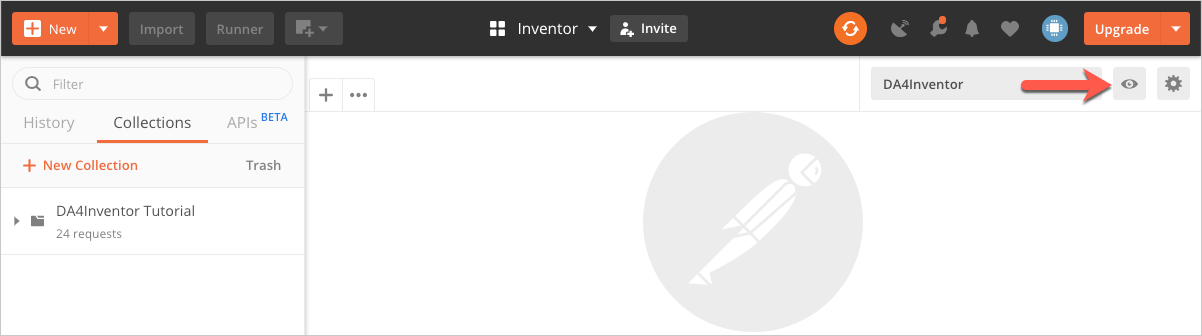 New
Import
Runner
Inventor
Invite
Upgrade
Filter
DA4Inventor
History
Collections
APIs BETA
New Collection
Trash
DA4Inventor Tutorial
24 requests